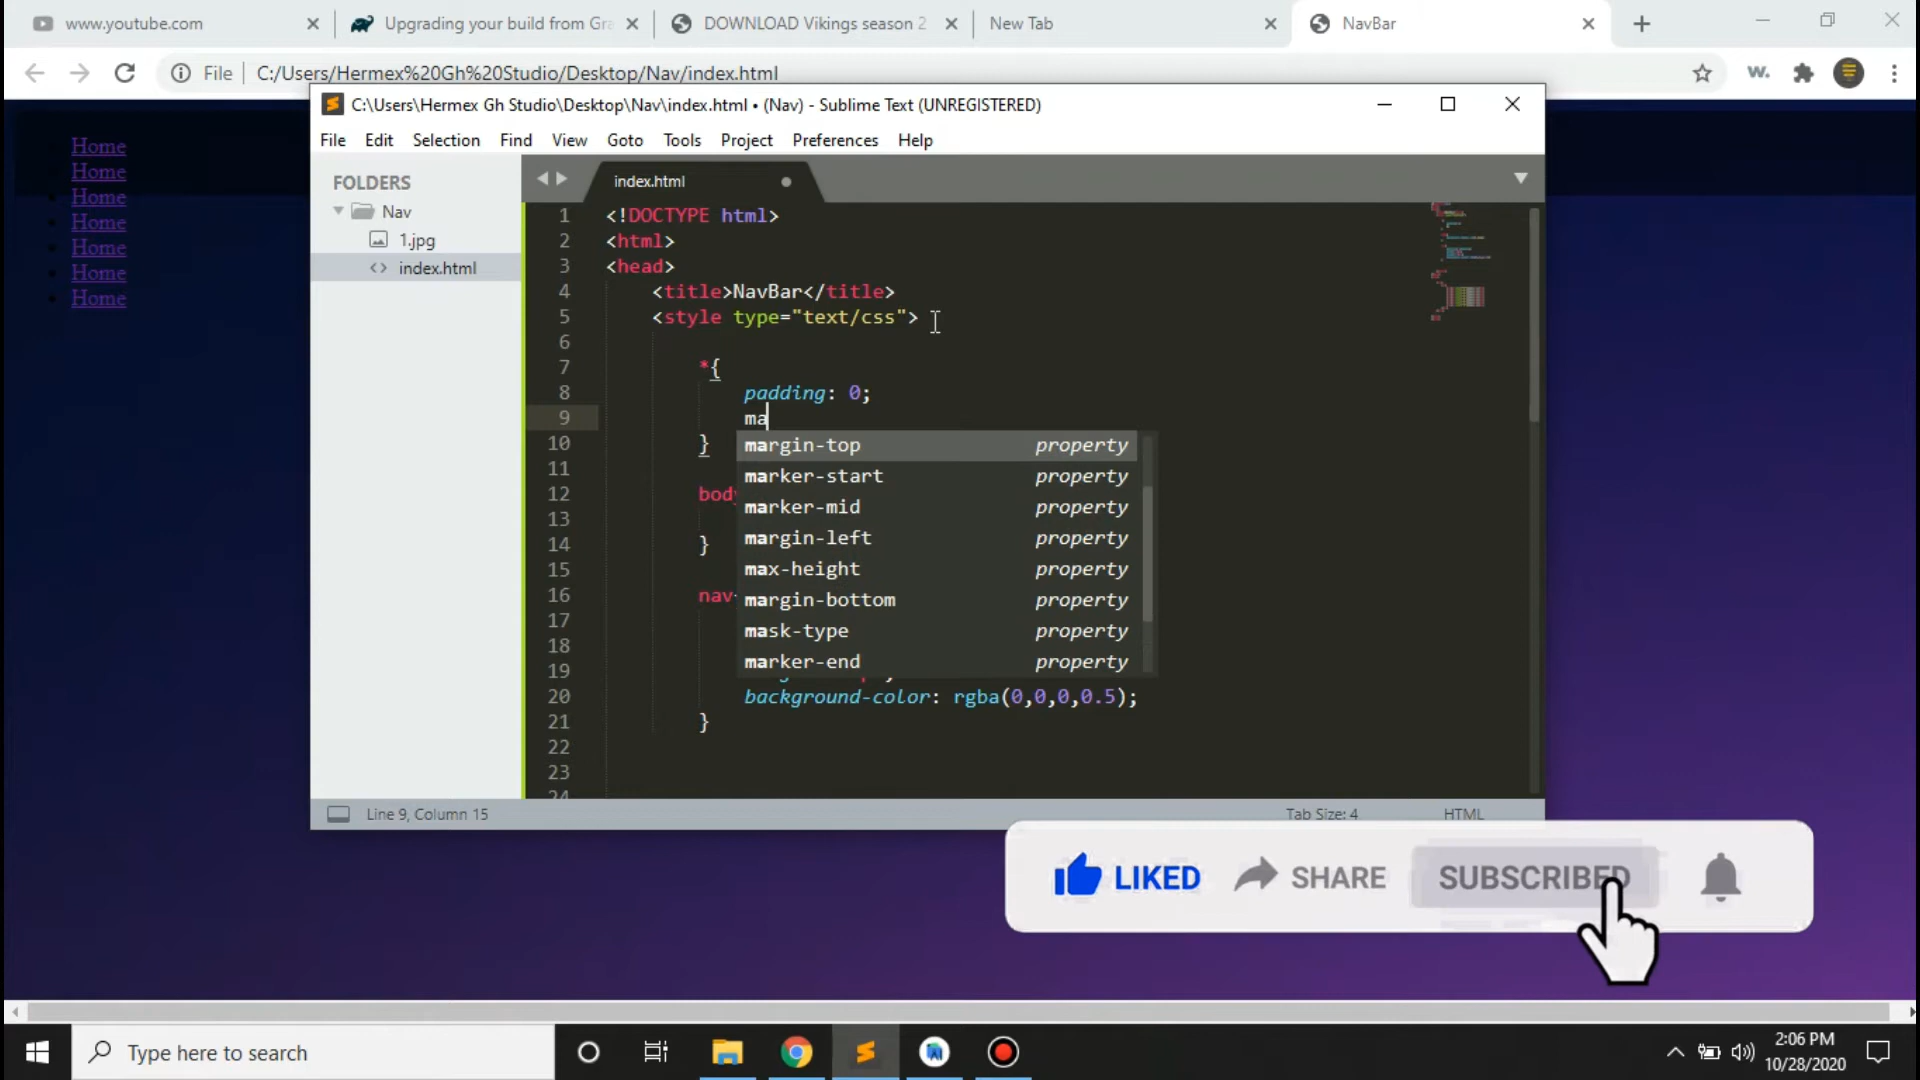 www.youtube.com
Upgrading your build from Gra
DOWNLOAD Vikings season 2
New Tab
NavBar
File
C:/Users/Hermex%20Gh%20Studio/Desktop/Nav/index.html
C:\Users\Hermex Gh Studio\Desktop\Nav\index.html • (Nav) - Sublime Text (UNREGISTERED)
File Edit Selection Find View Goto Tools Project Preferences Help
Home
Home
Home
Home
Home
Home
Home
FOLDERS
Nav
1.jpg
index.html
index.html
1 <!DOCTYPE html>
2 <html>
3 <head>
4 <title>NavBar</title>
5 <style type="text/css">
6
7 *{
8 padding: 0;
9 ma
10 }
11
12 body
13
14 }
15
16 nav
17
18
19
20 background-color: rgba(0,0,0,0.5);
21 }
22
23
24
margin-top property
marker-start property
marker-mid property
margin-left property
max-height property
margin-bottom property
mask-type property
marker-end property
Line 9, Column 15
Tab Size: 4
HTML
LIKED
SHARE
SUBSCRIBED
Type here to search
2:06 PM
10/28/2020